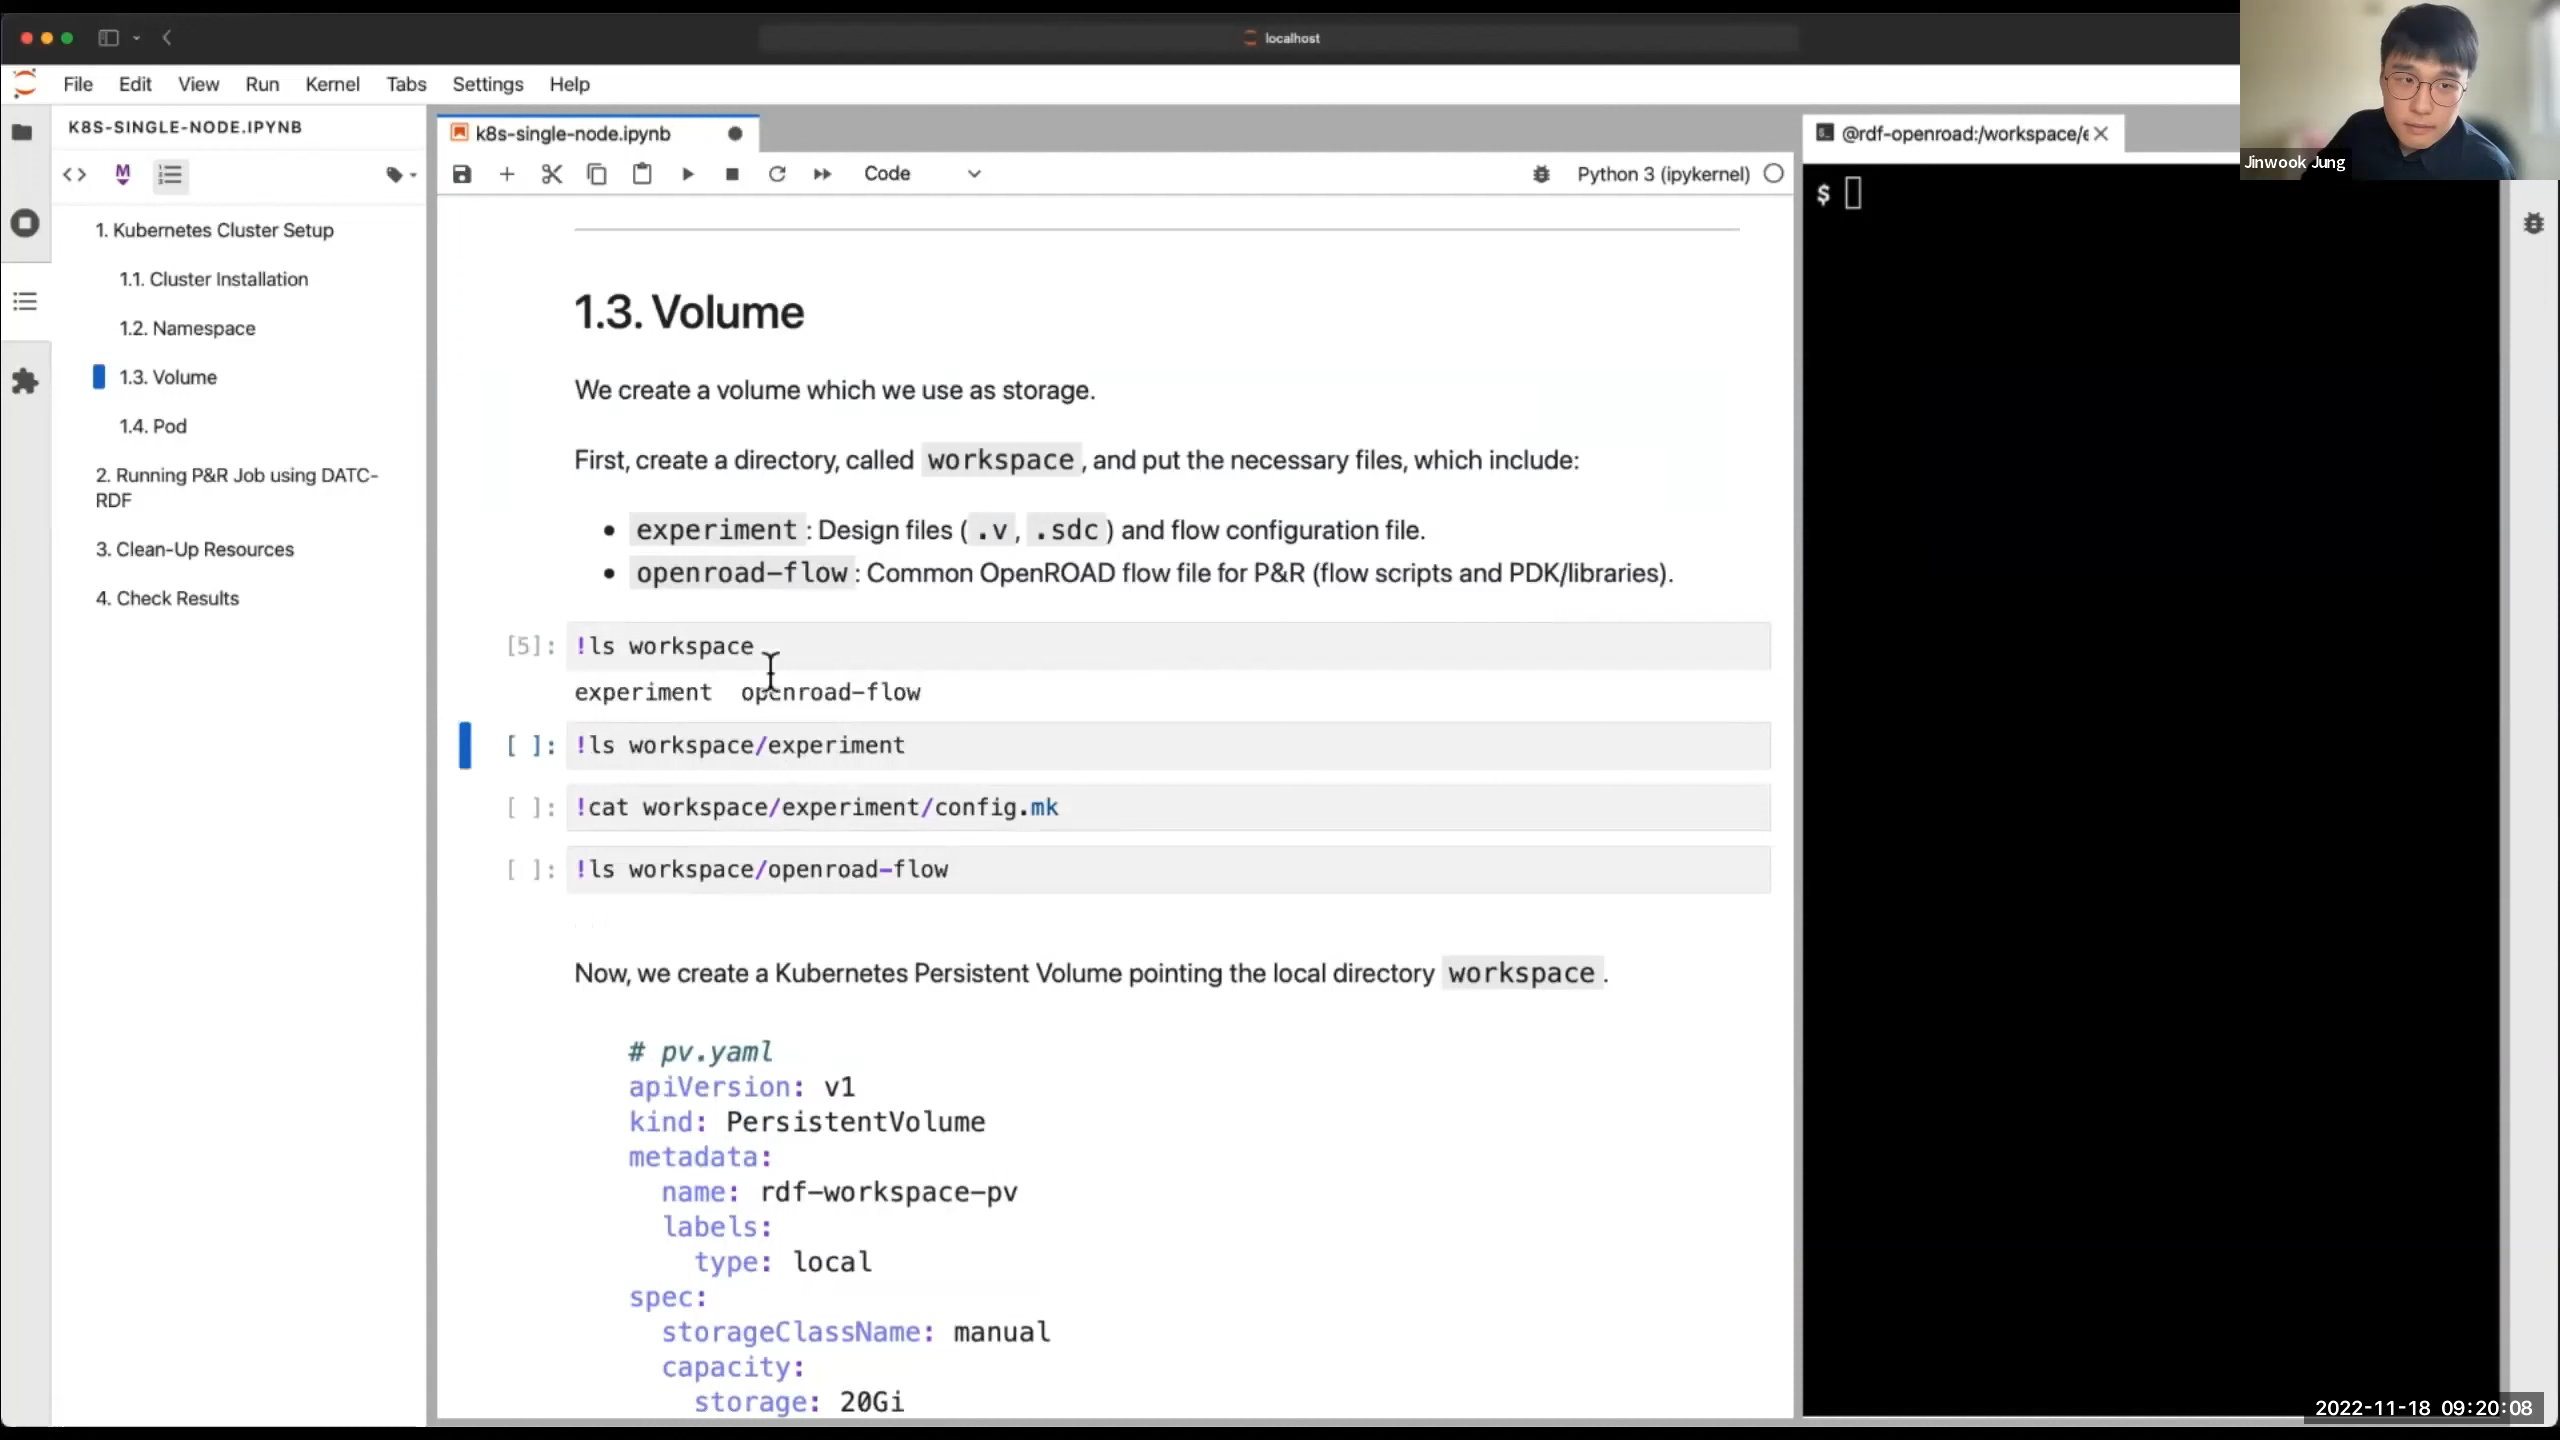 localhost
File Edit View Run Kernel Tabs Settings Help
Jinwook Jung
K8S-SINGLE-NODE.IPYNB
1. Kubernetes Cluster Setup
1.1. Cluster Installation
1.2. Namespace
1.3. Volume
1.4. Pod
2. Running P&R Job using DATC-
RDF
3. Clean-Up Resources
4. Check Results
k8s-single-node.ipynb
Code
Python 3 (ipykernel)
1.3. Volume
We create a volume which we use as storage.
First, create a directory, called workspace, and put the necessary files, which include:
• experiment: Design files (.v, .sdc) and flow configuration file.
• openroad-flow: Common OpenROAD flow file for P&R (flow scripts and PDK/libraries).
[5]: !ls workspace
experiment openroad-flow
[ ]: !ls workspace/experiment
[ ]: !cat workspace/experiment/config.mk
[ ]: !ls workspace/openroad-flow
Now, we create a Kubernetes Persistent Volume pointing the local directory workspace.
# pv.yaml
apiVersion: v1
kind: PersistentVolume
metadata:
name: rdf-workspace-pv
labels:
type: local
spec:
storageClassName: manual
capacity:
storage: 20Gi
@rdf-openroad:/workspace/e
$
2022-11-18 09:20:08